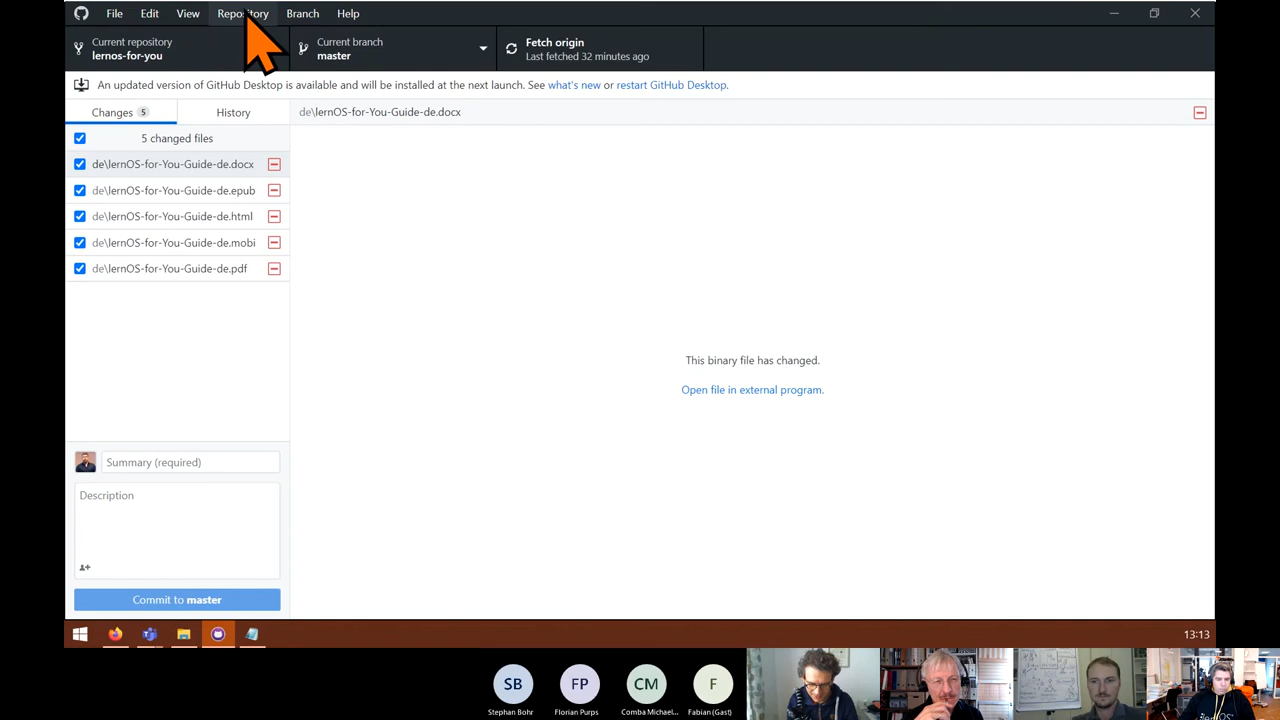 File Edit View Repository Branch Help
Current repository
lernos-for-you
Current branch
master
Fetch origin
Last fetched 32 minutes ago
An updated version of GitHub Desktop is available and will be installed at the next launch. See what's new or restart GitHub Desktop.
Changes 5 History
de\lernOS-for-You-Guide-de.docx
5 changed files
de\lernOS-for-You-Guide-de.docx
de\lernOS-for-You-Guide-de.epub
de\lernOS-for-You-Guide-de.html
de\lernOS-for-You-Guide-de.mobi
de\lernOS-for-You-Guide-de.pdf
This binary file has changed.
Open file in external program.
Summary (required)
Description
Commit to master
13:13
SB FP CM F
Stephan Bohr Florian Purps Comba Michael... Fabian (Gast)